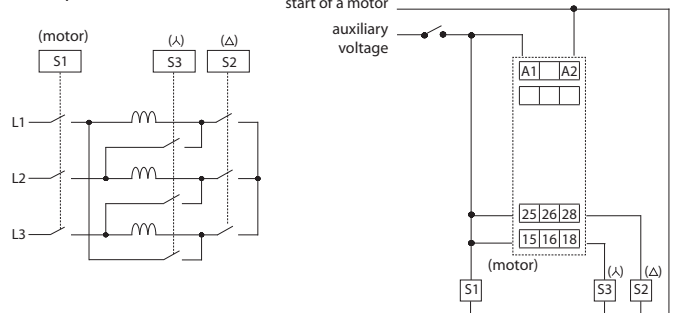 (motor)
S1
(⅄)
S3
(△)
S2
L1
L2
L3
start of a motor
auxiliary
voltage
A1 A2
25 26 28
15 16 18
(motor)
S1
(⅄)
S3
(△)
S2